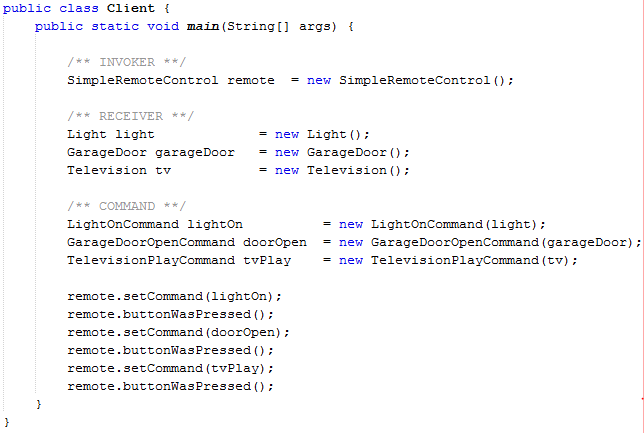 public class Client {
    public static void main(String[] args) {

        /** INVOKER **/
        SimpleRemoteControl remote  = new SimpleRemoteControl();

        /** RECEIVER **/
        Light light             = new Light();
        GarageDoor garageDoor   = new GarageDoor();
        Television tv           = new Television();

        /** COMMAND **/
        LightOnCommand lightOn          = new LightOnCommand(light);
        GarageDoorOpenCommand doorOpen  = new GarageDoorOpenCommand(garageDoor);
        TelevisionPlayCommand tvPlay    = new TelevisionPlayCommand(tv);

        remote.setCommand(lightOn);
        remote.buttonWasPressed();
        remote.setCommand(doorOpen);
        remote.buttonWasPressed();
        remote.setCommand(tvPlay);
        remote.buttonWasPressed();
    }
}